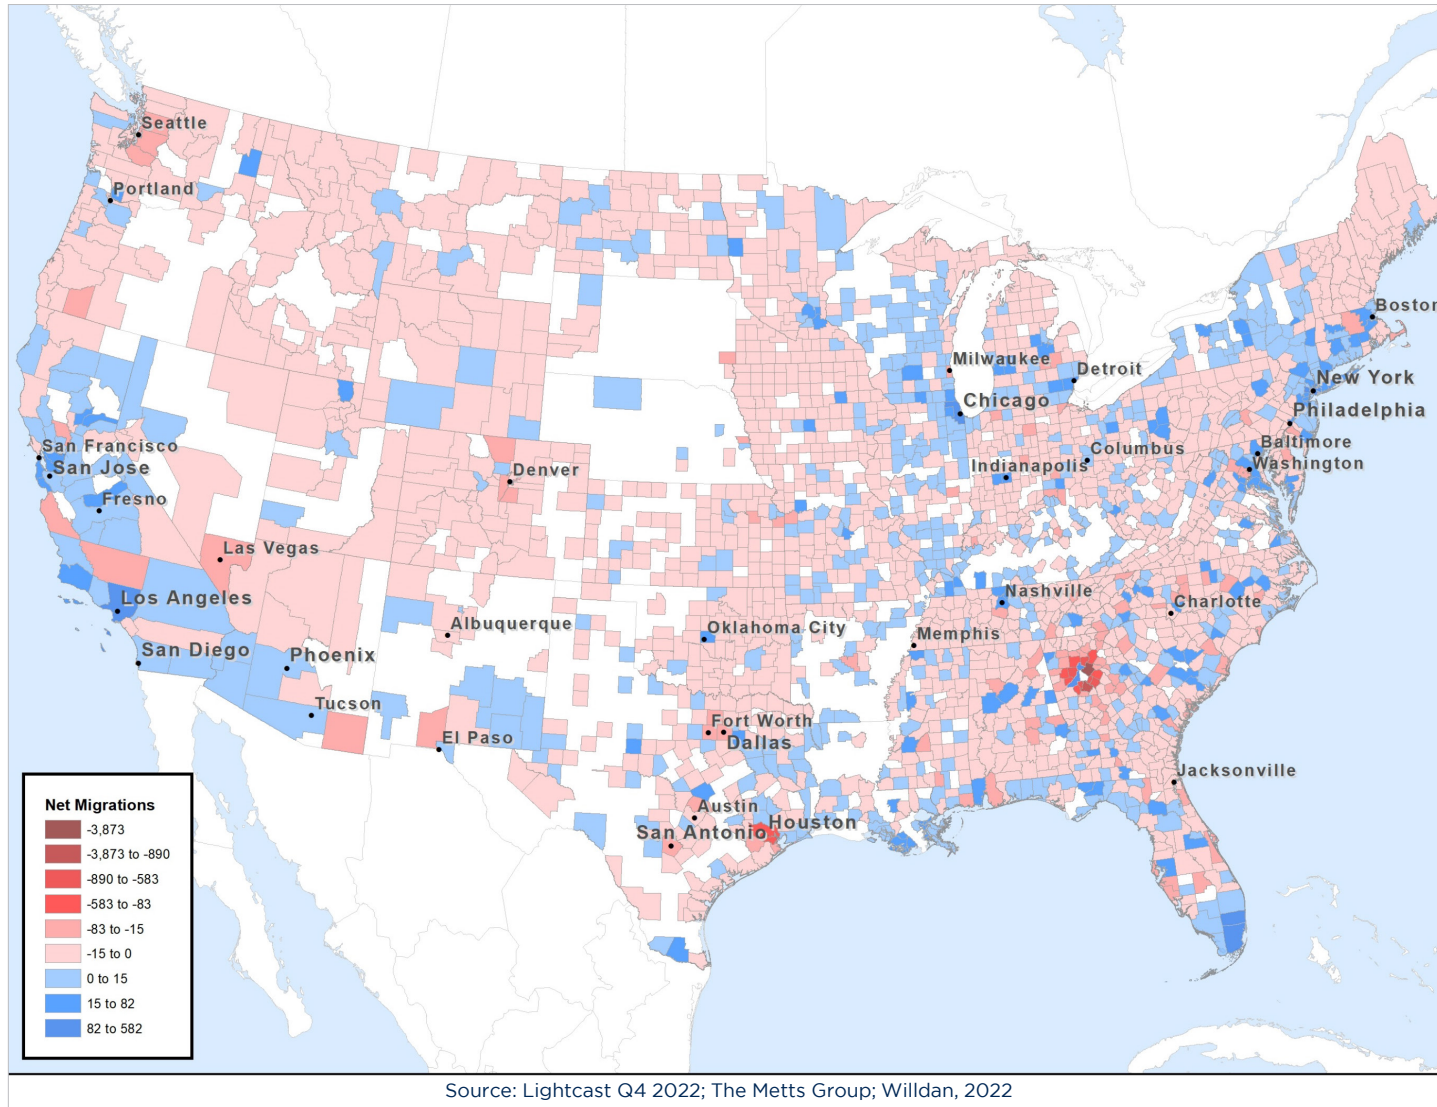 Seattle
Portland
San Francisco
San Jose
Fresno
Las Vegas
Los Angeles
San Diego
Phoenix
Tucson
Albuquerque
El Paso
Denver
Oklahoma City
Fort Worth
Dallas
Austin
San Antonio
Houston
Memphis
Nashville
Milwaukee
Chicago
Detroit
Indianapolis
Columbus
Boston
New York
Philadelphia
Baltimore
Washington
Charlotte
Jacksonville
Net Migrations
-3,873
-3,873 to -890
-890 to -583
-583 to -83
-83 to -15
-15 to 0
0 to 15
15 to 82
82 to 582
Source: Lightcast Q4 2022; The Metts Group; Willdan, 2022